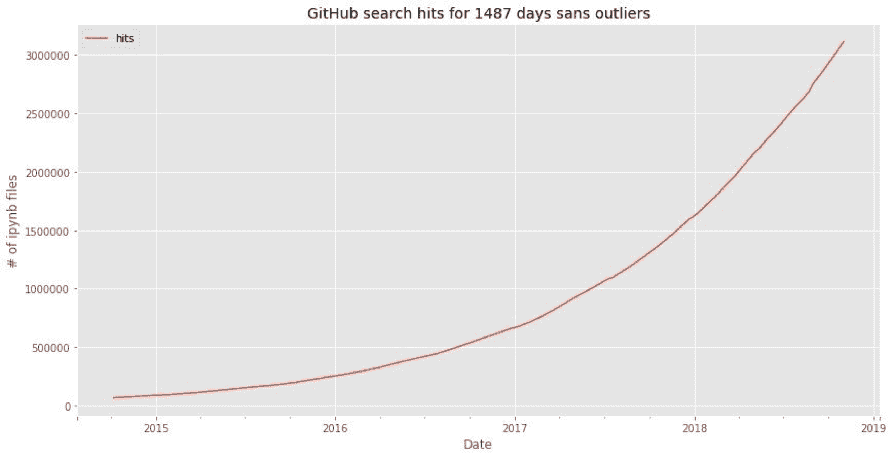 GitHub search hits for 1487 days sans outliers
hits
3000000
2500000
2000000
1500000
1000000
500000
0
# of ipynb files
2015 2016 2017 2018 2019
Date